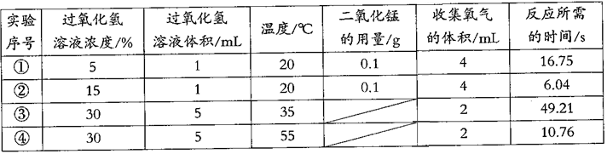 实验序号 过氧化氢溶液浓度/% 过氧化氢溶液体积/mL 温度/℃ 二氧化锰的用量/g 收集氧气的体积/mL 反应所需的时间/s
① 5 1 20 0.1 4 16.75
② 15 1 20 0.1 4 6.04
③ 30 5 35 2 49.21
④ 30 5 55 2 10.76